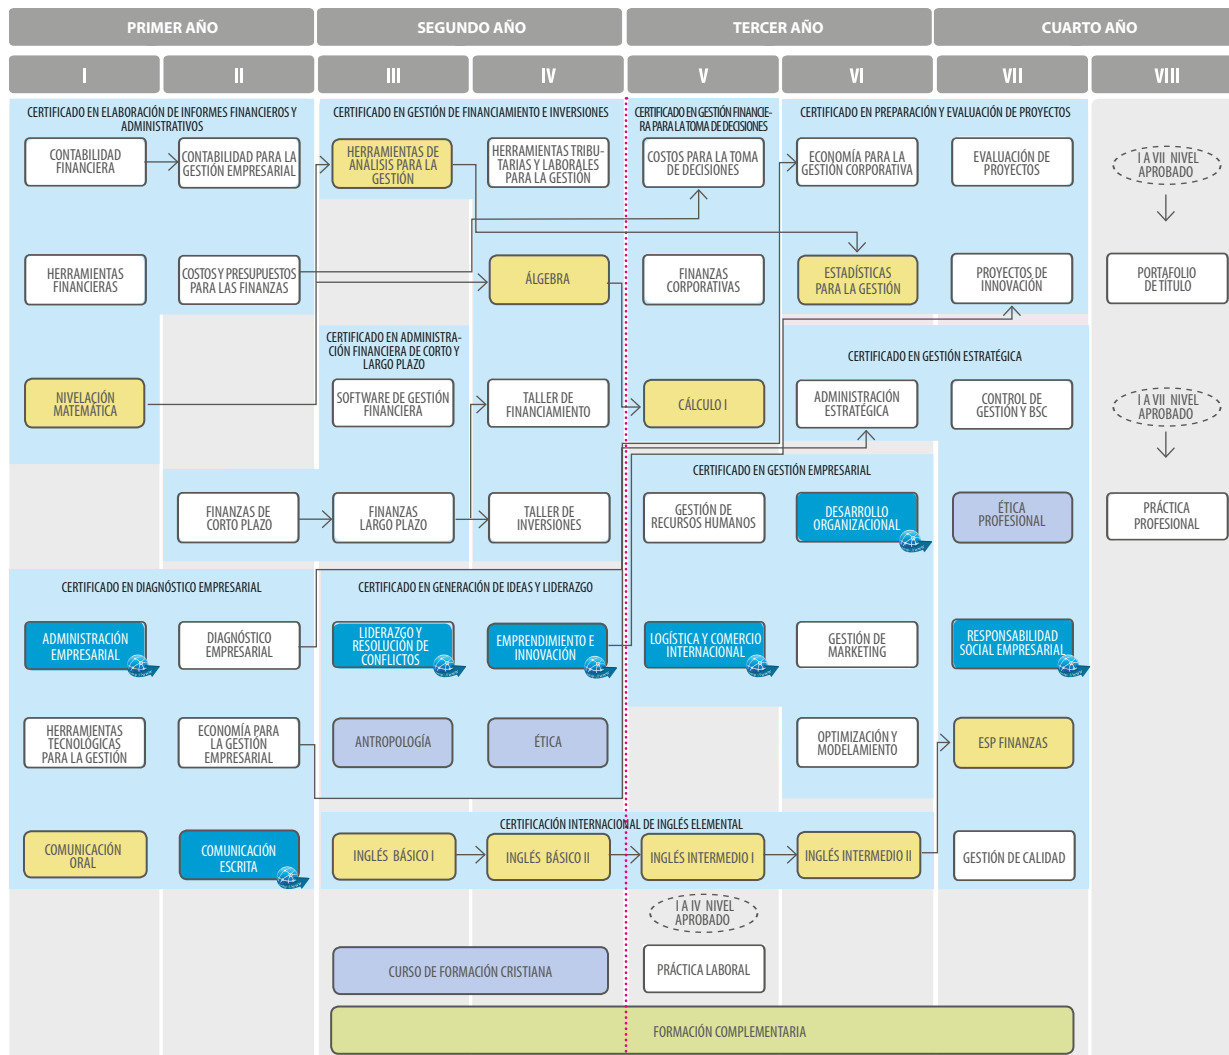 PRIMER AÑO
SEGUNDO AÑO
TERCER AÑO
CUARTO AÑO
I
II
III
IV
V
VI
VII
VIII
CERTIFICADO EN ELABORACIÓN DE INFORMES FINANCIEROS Y
ADMINISTRATIVOS
CERTIFICADO EN GESTIÓN DE FINANCIAMIENTO E INVERSIONES
CERTIFICADO EN GESTIÓN FINANCIE-
RA PARA LA TOMA DE DECISIONES
CERTIFICADO EN PREPARACIÓN Y EVALUACIÓN DE PROYECTOS
CONTABILIDAD
FINANCIERA
CONTABILIDAD PARA LA
GESTIÓN EMPRESARIAL
HERRAMIENTAS DE
ANÁLISIS PARA LA
GESTIÓN
HERRAMIENTAS TRIBU-
TARIAS Y LABORALES
PARA LA GESTIÓN
COSTOS PARA LA TOMA
DE DECISIONES
ECONOMÍA PARA LA
GESTIÓN CORPORATIVA
EVALUACIÓN DE
PROYECTOS
I A VII NIVEL
APROBADO
HERRAMIENTAS
FINANCIERAS
COSTOS Y PRESUPUESTOS
PARA LAS FINANZAS
ÁLGEBRA
FINANZAS
CORPORATIVAS
ESTADÍSTICAS
PARA LA GESTIÓN
PROYECTOS DE
INNOVACIÓN
PORTAFOLIO
DE TÍTULO
CERTIFICADO EN ADMINISTRA-
CIÓN FINANCIERA DE CORTO Y
LARGO PLAZO
CERTIFICADO EN GESTIÓN ESTRATÉGICA
NIVELACIÓN
MATEMÁTICA
SOFTWARE DE GESTIÓN
FINANCIERA
TALLER DE
FINANCIAMIENTO
CÁLCULO I
ADMINISTRACIÓN
ESTRATÉGICA
CONTROL DE
GESTIÓN Y BSC
I A VII NIVEL
APROBADO
CERTIFICADO EN GESTIÓN EMPRESARIAL
FINANZAS DE
CORTO PLAZO
FINANZAS
LARGO PLAZO
TALLER DE
INVERSIONES
GESTIÓN DE
RECURSOS HUMANOS
DESARROLLO
ORGANIZACIONAL
ÉTICA
PROFESIONAL
PRÁCTICA
PROFESIONAL
CERTIFICADO EN DIAGNÓSTICO EMPRESARIAL
CERTIFICADO EN GENERACIÓN DE IDEAS Y LIDERAZGO
ADMINISTRACIÓN
EMPRESARIAL
DIAGNÓSTICO
EMPRESARIAL
LIDERAZGO Y
RESOLUCIÓN DE
CONFLICTOS
EMPRENDIMIENTO E
INNOVACIÓN
LOGÍSTICA Y COMERCIO
INTERNACIONAL
GESTIÓN DE
MARKETING
RESPONSABILIDAD
SOCIAL EMPRESARIAL
HERRAMIENTAS
TECNOLÓGICAS
PARA LA GESTIÓN
ECONOMÍA PARA
LA GESTIÓN
EMPRESARIAL
ANTROPOLOGÍA
ÉTICA
OPTIMIZACIÓN Y
MODELAMIENTO
ESP FINANZAS
CERTIFICACIÓN INTERNACIONAL DE INGLÉS ELEMENTAL
COMUNICACIÓN
ORAL
COMUNICACIÓN
ESCRITA
INGLÉS BÁSICO I
INGLÉS BÁSICO II
INGLÉS INTERMEDIO I
INGLÉS INTERMEDIO II
GESTIÓN DE CALIDAD
I A IV NIVEL
APROBADO
CURSO DE FORMACIÓN CRISTIANA
PRÁCTICA LABORAL
FORMACIÓN COMPLEMENTARIA